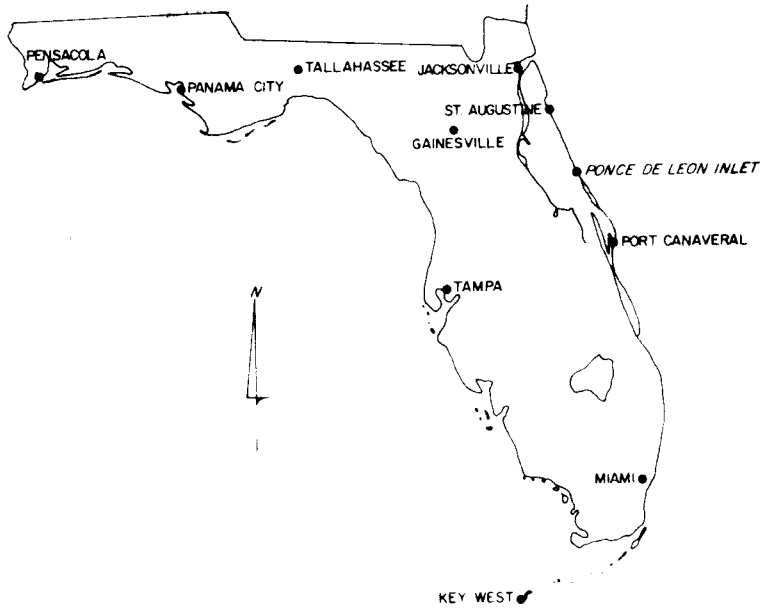 PENSACOLA
TALLAHASSEE
JACKSONVILLE
PANAMA CITY
ST. AUGUSTINE
GAINESVILLE
PONCE DE LEON INLET
PORT CANAVERAL
TAMPA
N
MIAMI
KEY WEST